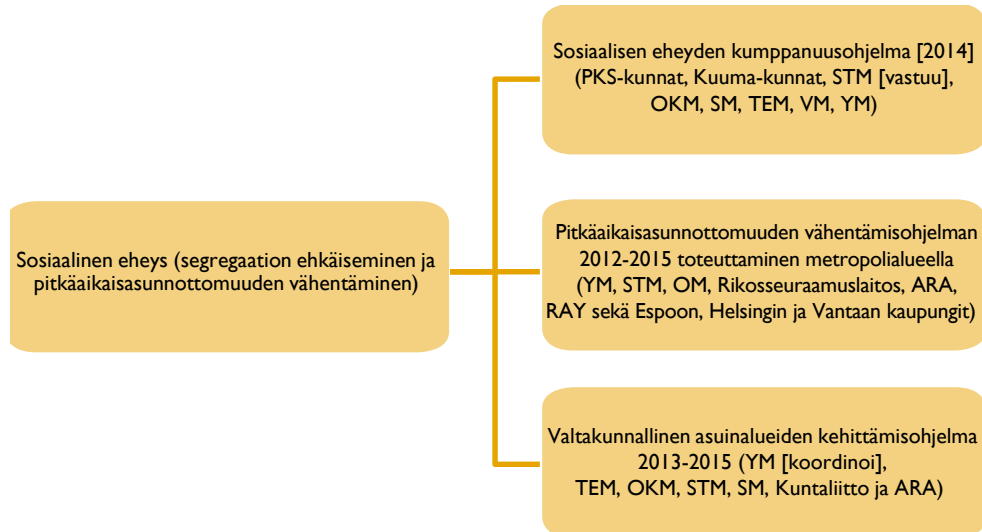 Sosiaalisen eheyden kumppanuusohjelma [2014]
(PKS-kunnat, Kuuma-kunnat, STM [vastuu],
OKM, SM, TEM, VM, YM)
Sosiaalinen eheys (segregaation ehkäiseminen ja
pitkäaikaisasunnottomuuden vähentäminen)
Pitkäaikaisasunnottomuuden vähentämisohjelman
2012-2015 toteuttaminen metropolialueella
(YM, STM, OM, Rikosseuraamuslaitos, ARA,
RAY sekä Espoon, Helsingin ja Vantaan kaupungit)
Valtakunnallinen asuinalueiden kehittämisohjelma
2013-2015 (YM [koordinoi],
TEM, OKM, STM, SM, Kuntaliitto ja ARA)